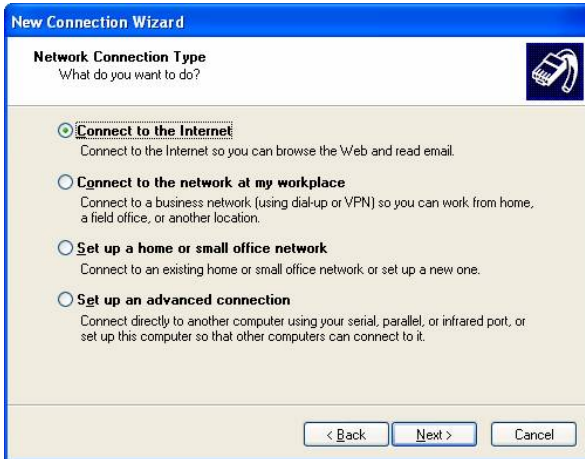 New Connection Wizard
Network Connection Type
What do you want to do?
Connect to the Internet
Connect to the Internet so you can browse the Web and read email.
Connect to the network at my workplace
Connect to a business network (using dial-up or VPN) so you can work from home,
a field office, or another location.
Set up a home or small office network
Connect to an existing home or small office network or set up a new one.
Set up an advanced connection
Connect directly to another computer using your serial, parallel, or infrared port, or
set up this computer so that other computers can connect to it.
< Back Next > Cancel